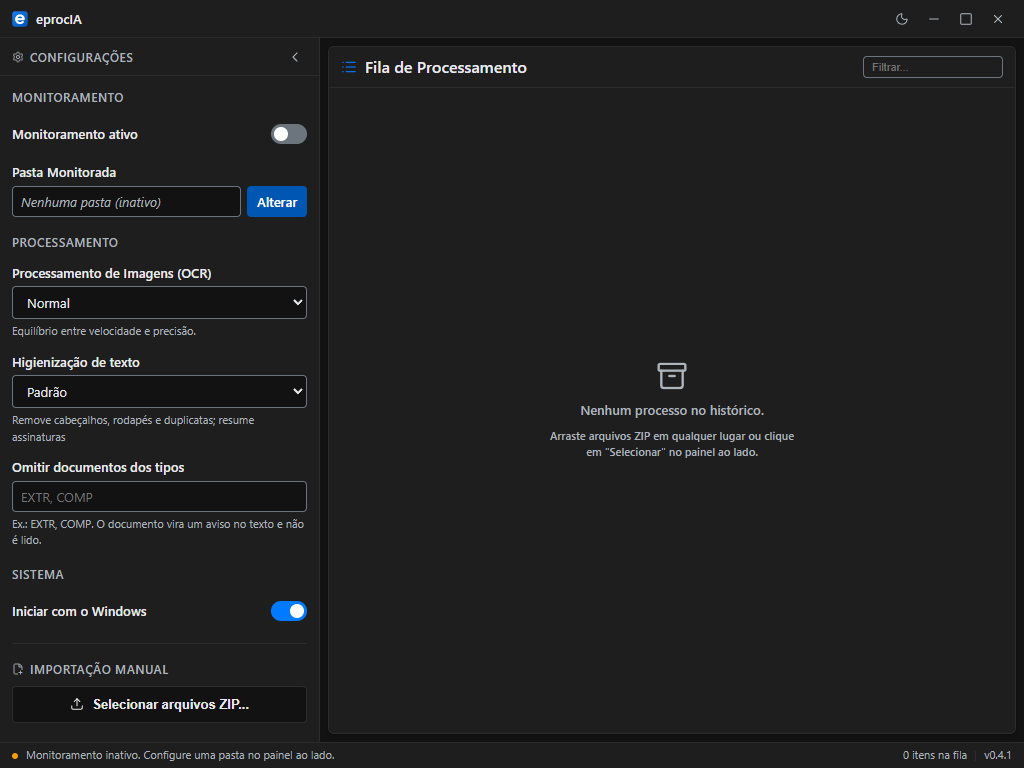 eprocIA
CONFIGURAÇÕES
MONITORAMENTO
Monitoramento ativo
Pasta Monitorada
Nenhuma pasta (inativo)
Alterar
PROCESSAMENTO
Processamento de Imagens (OCR)
Normal
Equilíbrio entre velocidade e precisão.
Higienização de texto
Padrão
Remove cabeçalhos, rodapés e duplicatas; resume
assinaturas
Omitir documentos dos tipos
EXTR, COMP
Ex.: EXTR, COMP. O documento vira um aviso no texto e não
é lido.
SISTEMA
Iniciar com o Windows
IMPORTAÇÃO MANUAL
Selecionar arquivos ZIP...
Fila de Processamento
Filtrar...
Nenhum processo no histórico.
Arraste arquivos ZIP em qualquer lugar ou clique
em "Selecionar" no painel ao lado.
Monitoramento inativo. Configure uma pasta no painel ao lado.
0 itens na fila
v0.4.1